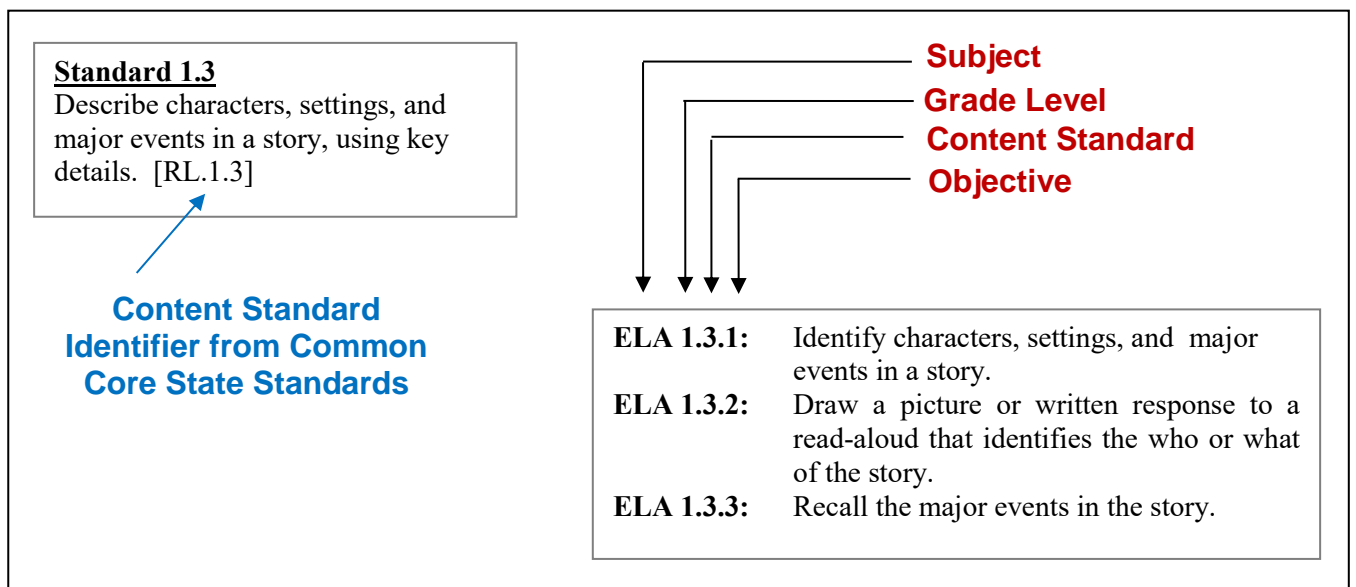 Standard 1.3
Describe characters, settings, and
major events in a story, using key
details. [RL.1.3]
Content Standard
Identifier from Common
Core State Standards
Subject
Grade Level
Content Standard
Objective
ELA 1.3.1: Identify characters, settings, and major
events in a story.
ELA 1.3.2: Draw a picture or written response to a
read-aloud that identifies the who or what
of the story.
ELA 1.3.3: Recall the major events in the story.